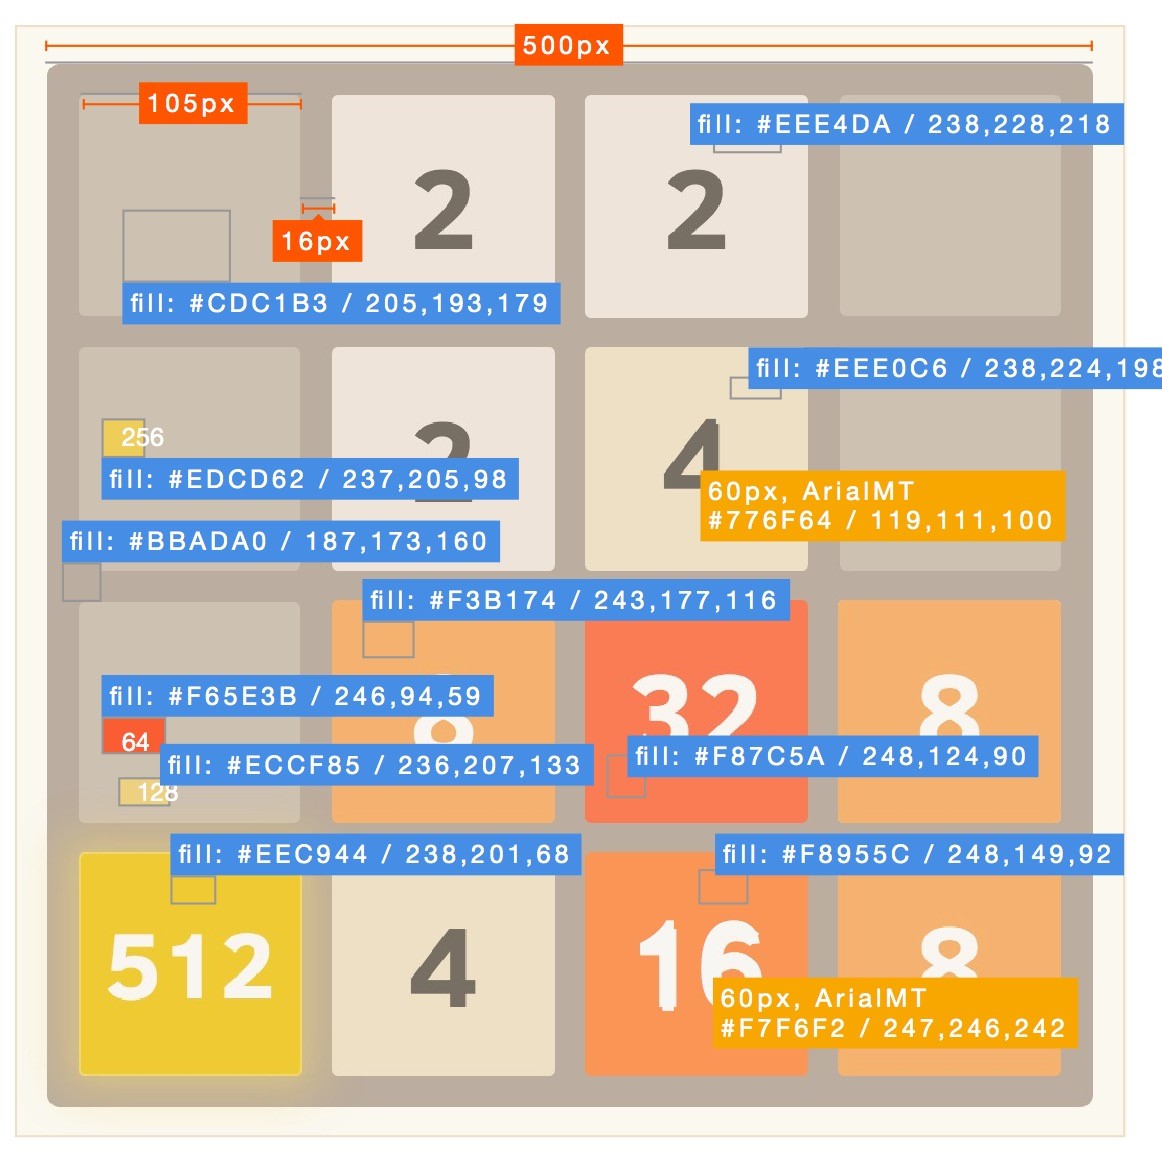 500px
105px
fill: #EEE4DA / 238,228,218
2
2
16px
fill: #CDC1B3 / 205,193,179
fill: #EEE0C6 / 238,224,198
256
2
4
fill: #EDCD62 / 237,205,98
60px, ArialMT
#776F64 / 119,111,100
fill: #BBADA0 / 187,173,160
fill: #F3B174 / 243,177,116
fill: #F65E3B / 246,94,59
8
32
8
64
fill: #F87C5A / 248,124,90
fill: #ECCF85 / 236,207,133
128
fill: #EEC944 / 238,201,68
fill: #F8955C / 248,149,92
512
4
16
8
60px, ArialMT
#F7F6F2 / 247,246,242